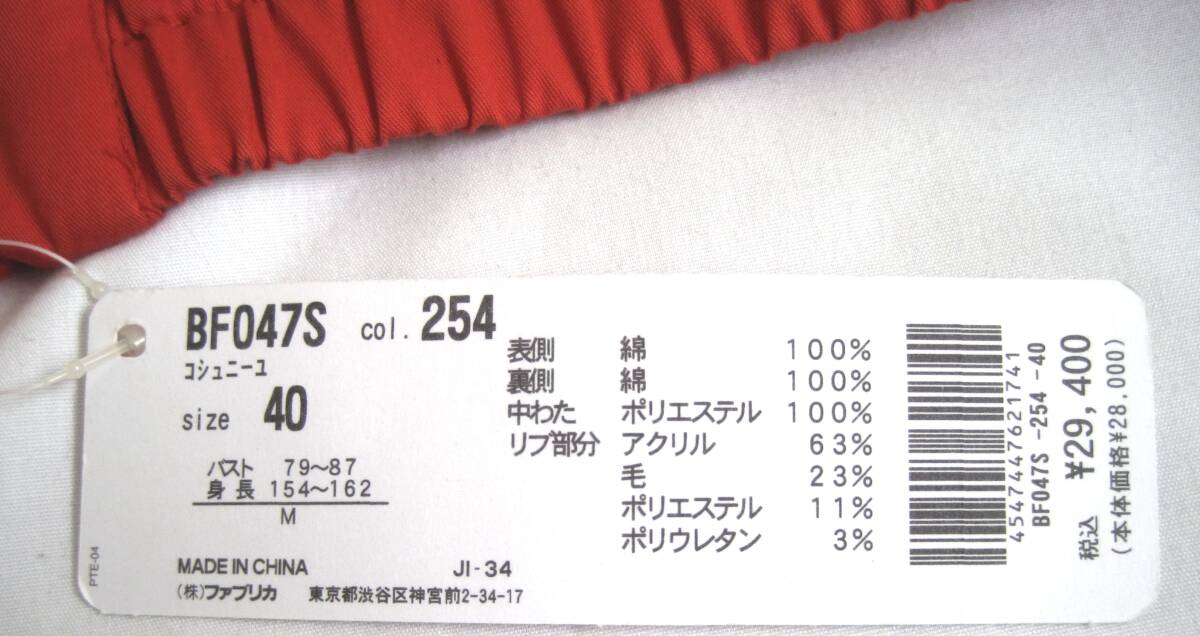 BF047S col. 254
コシュニーユ
size 40
バスト 79〜87
身長 154〜162
M
表側 綿 100%
裏側 綿 100%
中わた ポリエステル 100%
リブ部分 アクリル 63%
毛 23%
ポリエステル 11%
ポリウレタン 3%
MADE IN CHINA JI-34
(株)ファブリカ 東京都渋谷区神宮前2-34-17
PTE-04
4547447621741
BF047S -254 -40
税込 ¥29,400
(本体価格¥28,000)